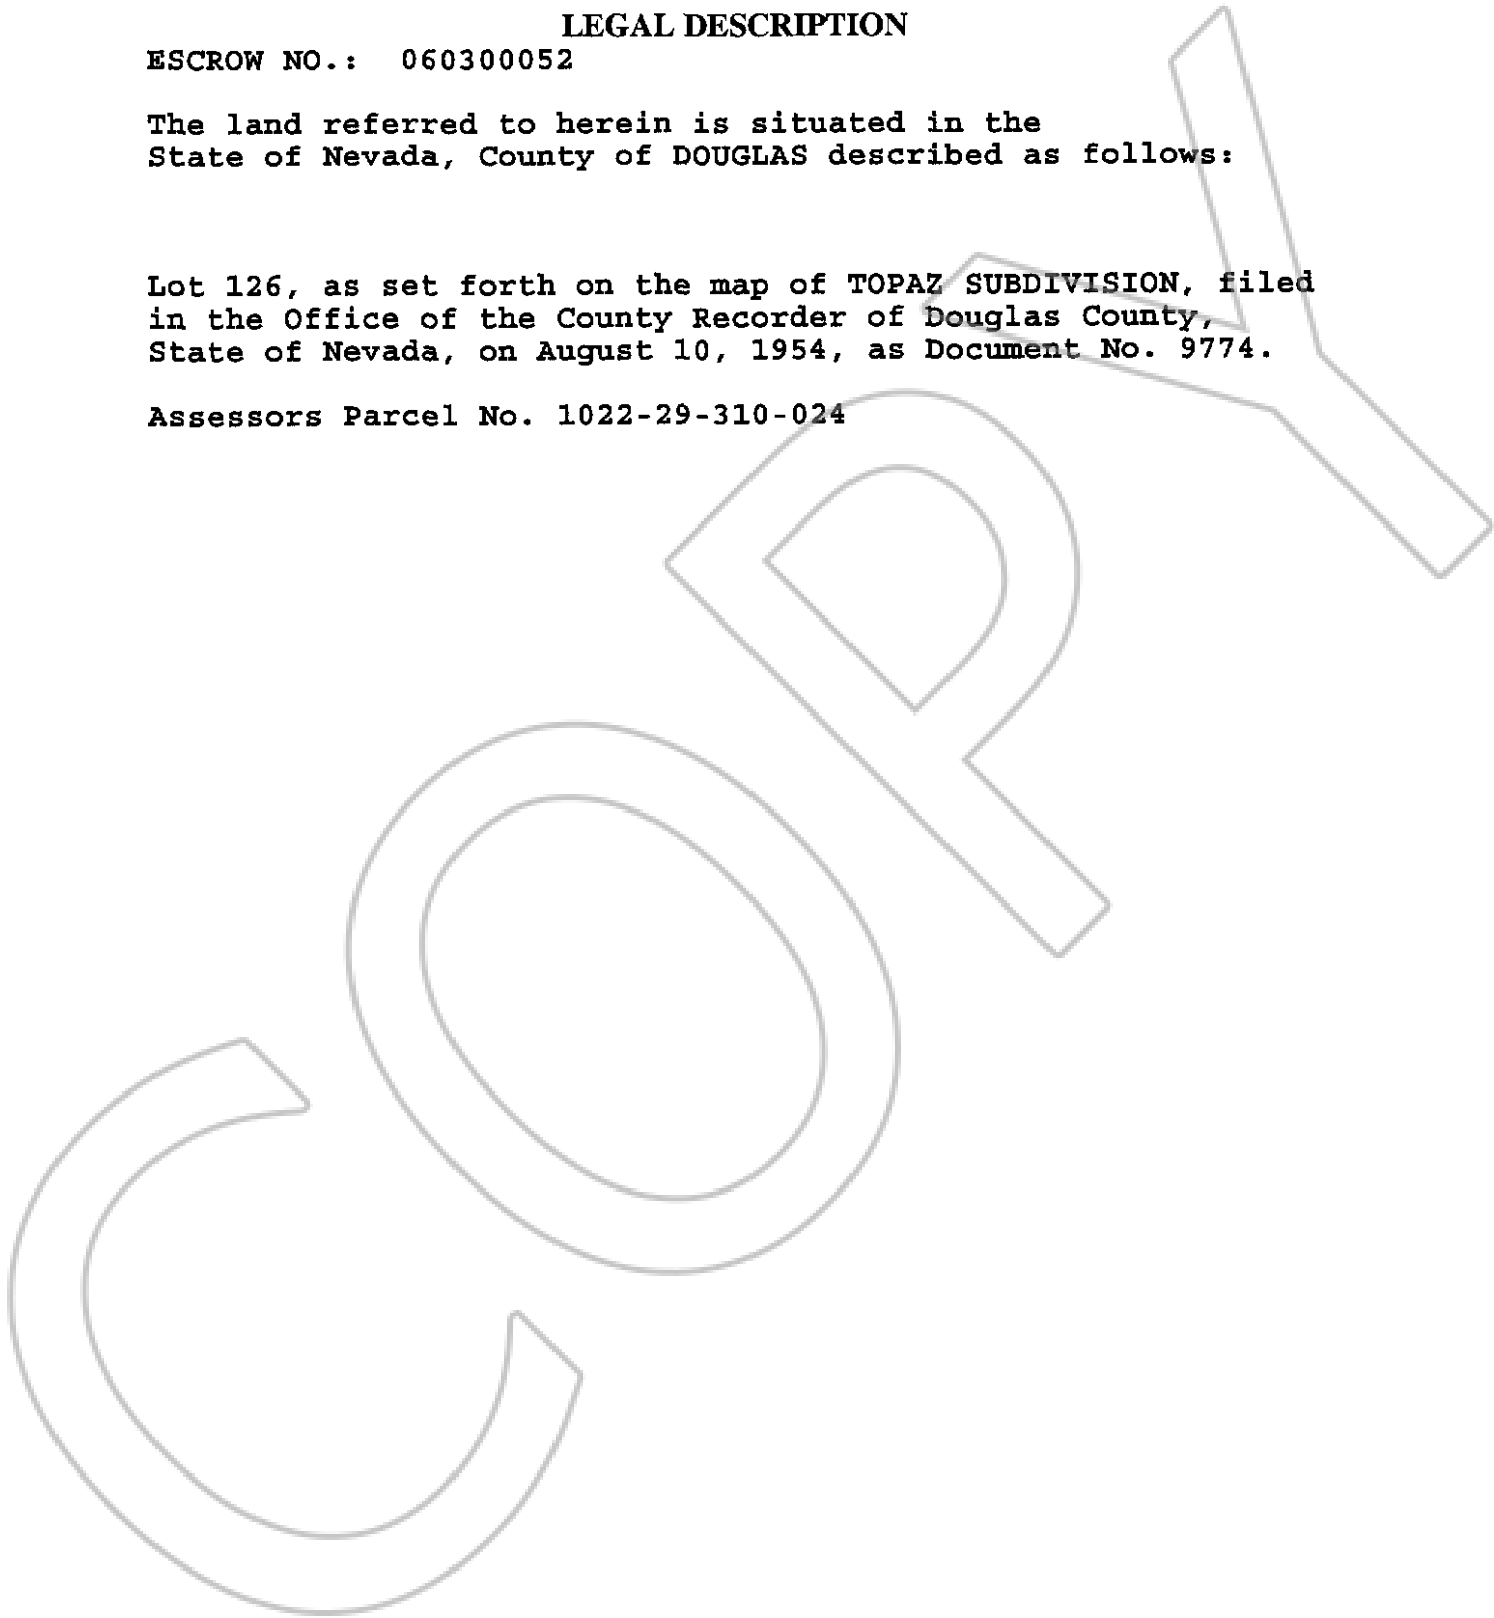 LEGAL DESCRIPTION
ESCROW NO.: 060300052
The land referred to herein is situated in the
State of Nevada, County of DOUGLAS described as follows:
Lot 126, as set forth on the map of TOPAZ SUBDIVISION, filed
in the Office of the County Recorder of Douglas County,
State of Nevada, on August 10, 1954, as Document No. 9774.
Assessors Parcel No. 1022-29-310-024
COPY